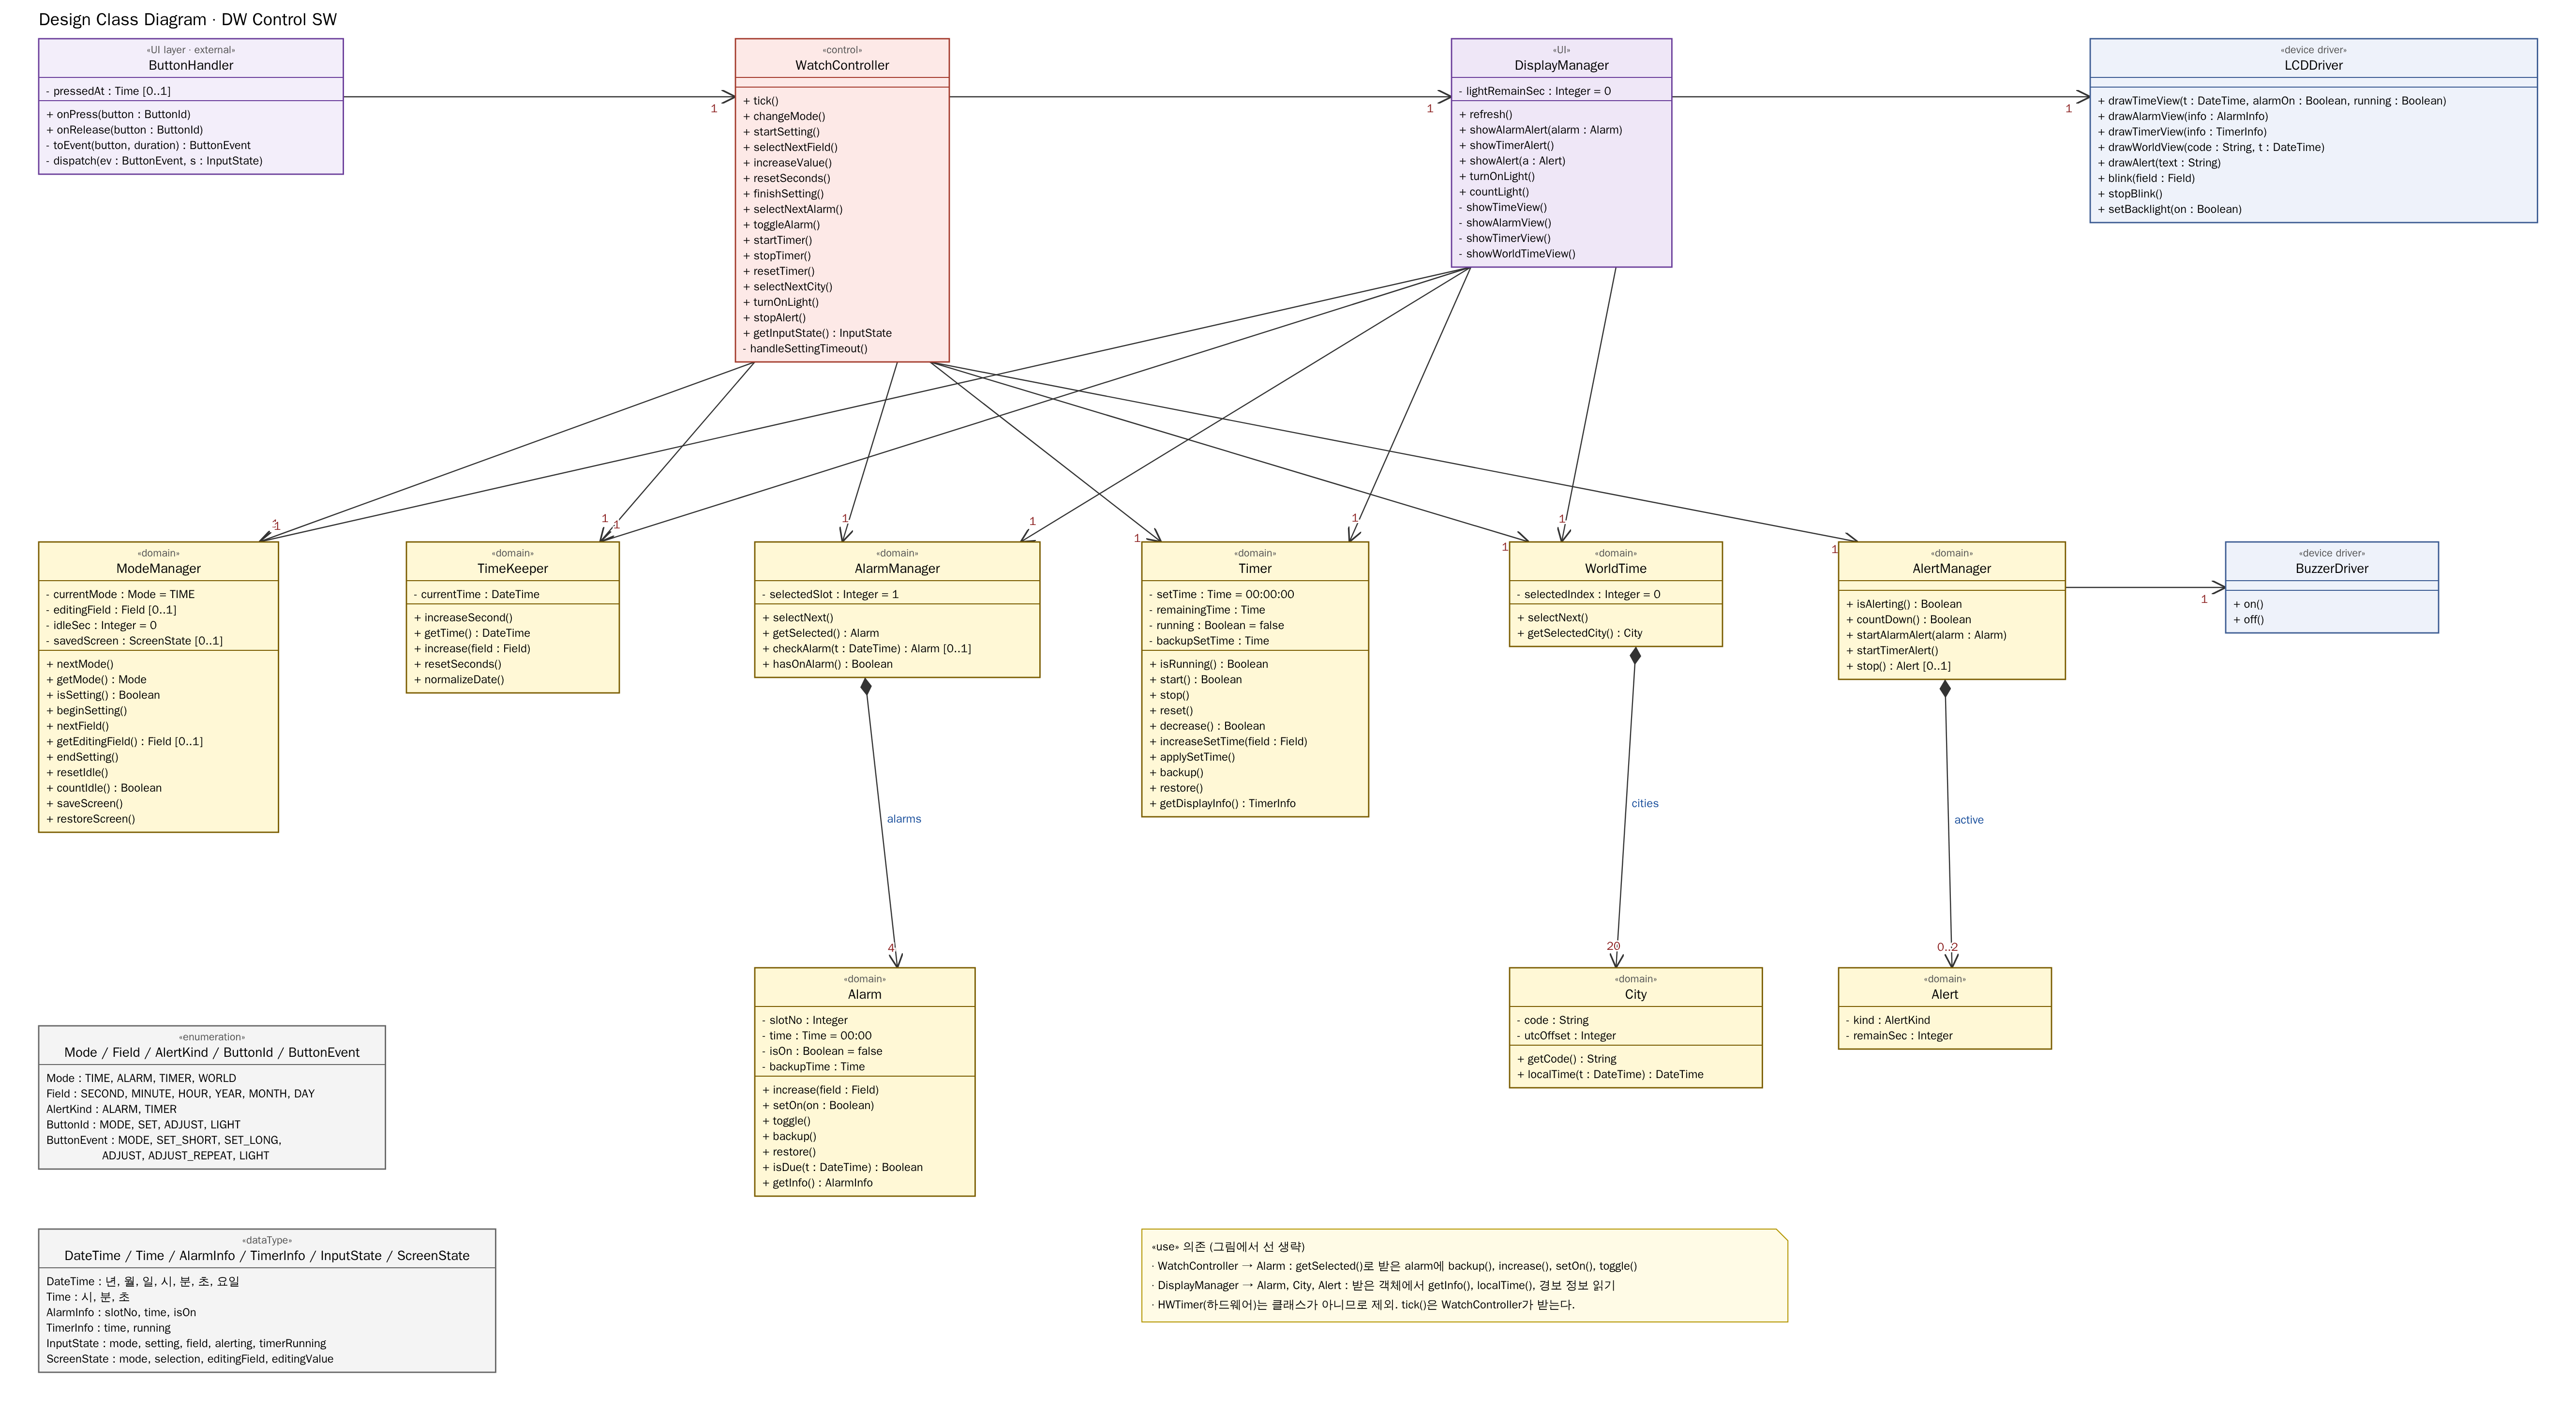 Design Class Diagram · DW Control SW
«UI layer · external»
ButtonHandler
- pressedAt : Time [0..1]
+ onPress(button : ButtonId)
+ onRelease(button : ButtonId)
- toEvent(button, duration) : ButtonEvent
- dispatch(ev : ButtonEvent, s : InputState)
1
«control»
WatchController
+ tick()
+ changeMode()
+ startSetting()
+ selectNextField()
+ increaseValue()
+ resetSeconds()
+ finishSetting()
+ selectNextAlarm()
+ toggleAlarm()
+ startTimer()
+ stopTimer()
+ resetTimer()
+ selectNextCity()
+ turnOnLight()
+ stopAlert()
+ getInputState() : InputState
- handleSettingTimeout()
1
«UI»
DisplayManager
- lightRemainSec : Integer = 0
+ refresh()
+ showAlarmAlert(alarm : Alarm)
+ showTimerAlert()
+ showAlert(a : Alert)
+ turnOnLight()
+ countLight()
- showTimeView()
- showAlarmView()
- showTimerView()
- showWorldTimeView()
1
«device driver»
LCDDriver
+ drawTimeView(t : DateTime, alarmOn : Boolean, running : Boolean)
+ drawAlarmView(info : AlarmInfo)
+ drawTimerView(info : TimerInfo)
+ drawWorldView(code : String, t : DateTime)
+ drawAlert(text : String)
+ blink(field : Field)
+ stopBlink()
+ setBacklight(on : Boolean)
1
1
1
1
1
1
1
1
1
1
1
«domain»
ModeManager
- currentMode : Mode = TIME
- editingField : Field [0..1]
- idleSec : Integer = 0
- savedScreen : ScreenState [0..1]
+ nextMode()
+ getMode() : Mode
+ isSetting() : Boolean
+ beginSetting()
+ nextField()
+ getEditingField() : Field [0..1]
+ endSetting()
+ resetIdle()
+ countIdle() : Boolean
+ saveScreen()
+ restoreScreen()
«domain»
TimeKeeper
- currentTime : DateTime
+ increaseSecond()
+ getTime() : DateTime
+ increase(field : Field)
+ resetSeconds()
+ normalizeDate()
«domain»
AlarmManager
- selectedSlot : Integer = 1
+ selectNext()
+ getSelected() : Alarm
+ checkAlarm(t : DateTime) : Alarm [0..1]
+ hasOnAlarm() : Boolean
«domain»
Timer
- setTime : Time = 00:00:00
- remainingTime : Time
- running : Boolean = false
- backupSetTime : Time
+ isRunning() : Boolean
+ start() : Boolean
+ stop()
+ reset()
+ decrease() : Boolean
+ increaseSetTime(field : Field)
+ applySetTime()
+ backup()
+ restore()
+ getDisplayInfo() : TimerInfo
«domain»
WorldTime
- selectedIndex : Integer = 0
+ selectNext()
+ getSelectedCity() : City
«domain»
AlertManager
+ isAlerting() : Boolean
+ countDown() : Boolean
+ startAlarmAlert(alarm : Alarm)
+ startTimerAlert()
+ stop() : Alert [0..1]
1
«device driver»
BuzzerDriver
+ on()
+ off()
alarms
4
cities
20
active
0..2
«domain»
Alarm
- slotNo : Integer
- time : Time = 00:00
- isOn : Boolean = false
- backupTime : Time
+ increase(field : Field)
+ setOn(on : Boolean)
+ toggle()
+ backup()
+ restore()
+ isDue(t : DateTime) : Boolean
+ getInfo() : AlarmInfo
«domain»
City
- code : String
- utcOffset : Integer
+ getCode() : String
+ localTime(t : DateTime) : DateTime
«domain»
Alert
- kind : AlertKind
- remainSec : Integer
«enumeration»
Mode / Field / AlertKind / ButtonId / ButtonEvent
Mode : TIME, ALARM, TIMER, WORLD
Field : SECOND, MINUTE, HOUR, YEAR, MONTH, DAY
AlertKind : ALARM, TIMER
ButtonId : MODE, SET, ADJUST, LIGHT
ButtonEvent : MODE, SET_SHORT, SET_LONG,
ADJUST, ADJUST_REPEAT, LIGHT
«dataType»
DateTime / Time / AlarmInfo / TimerInfo / InputState / ScreenState
DateTime : 년, 월, 일, 시, 분, 초, 요일
Time : 시, 분, 초
AlarmInfo : slotNo, time, isOn
TimerInfo : time, running
InputState : mode, setting, field, alerting, timerRunning
ScreenState : mode, selection, editingField, editingValue
«use» 의존 (그림에서 선 생략)
· WatchController → Alarm : getSelected()로 받은 alarm에 backup(), increase(), setOn(), toggle()
· DisplayManager → Alarm, City, Alert : 받은 객체에서 getInfo(), localTime(), 경보 정보 읽기
· HWTimer(하드웨어)는 클래스가 아니므로 제외. tick()은 WatchController가 받는다.